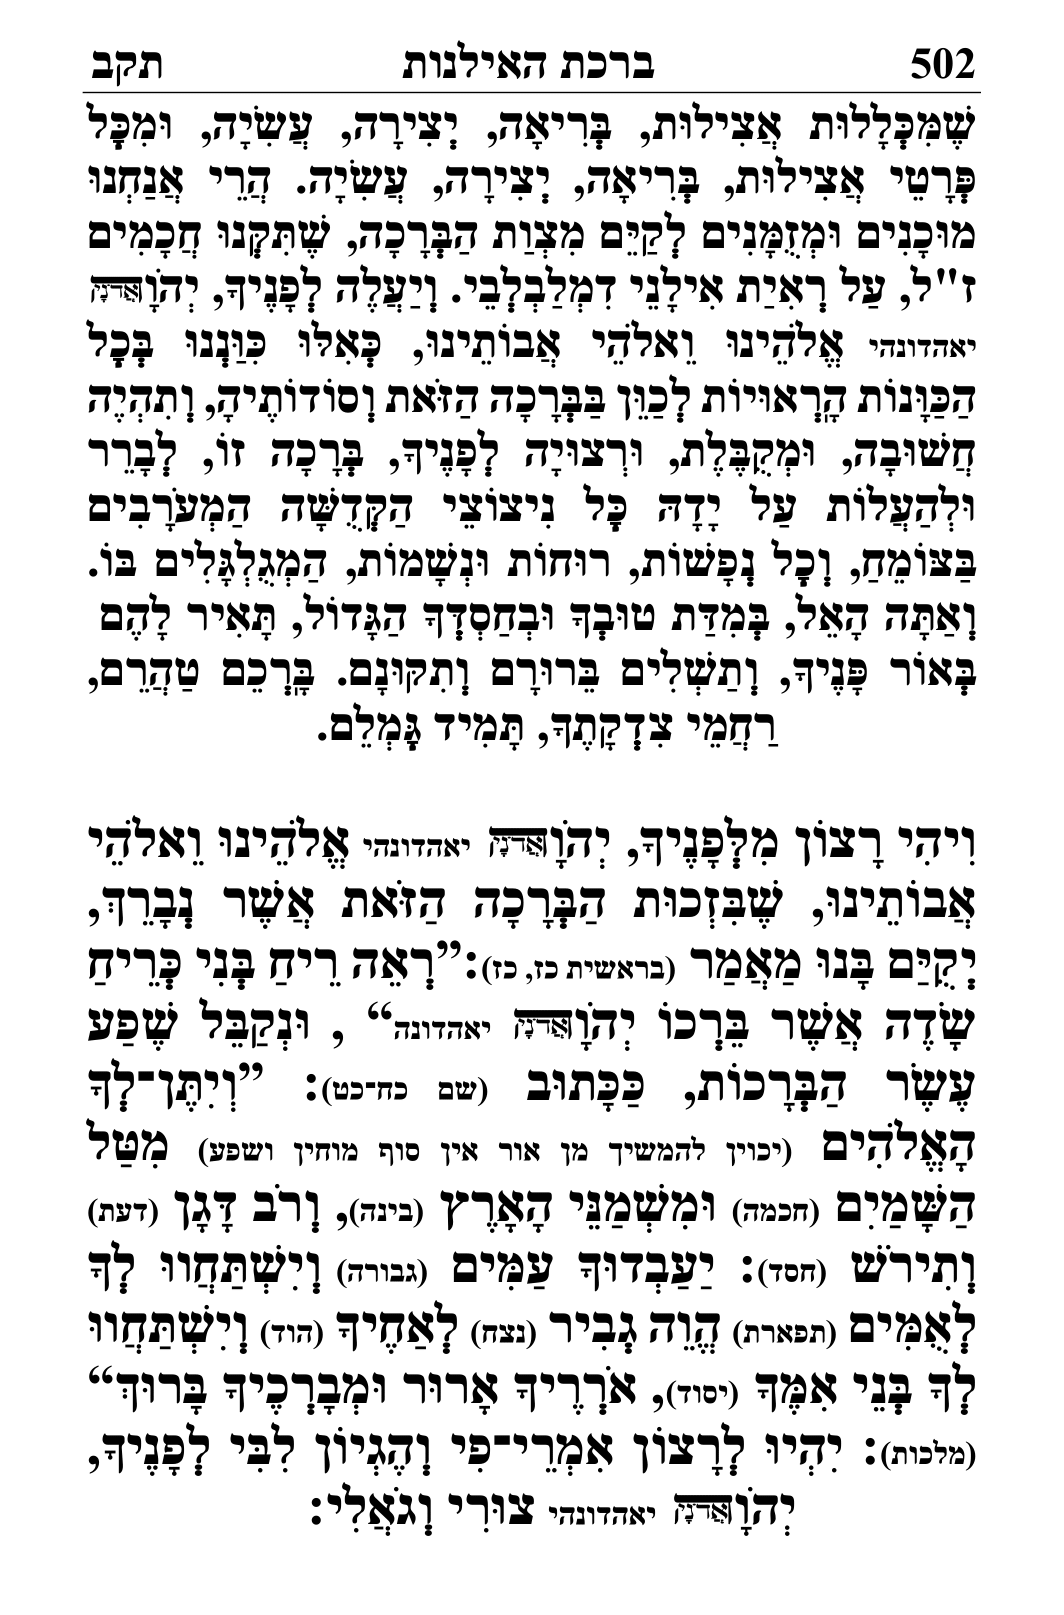 502 ברכת האילנות תקב
שֶׁמִּכְּלָלוּת אֲצִילוּת, בְּרִיאָה, יְצִירָה, עֲשִׂיָה, וּמִכָּל
פְּרָטֵי אֲצִילוּת, בְּרִיאָה, יְצִירָה, עֲשִׂיָה. הֲרֵי אֲנַחְנוּ
מוּכָנִים וּמְזֻמָּנִים לְקַיֵּם מִצְוַת הַבְּרָכָה, שֶׁתִּקְּנוּ חֲכָמִים
ז"ל, עַל רְאִיַת אִילָנֵי דִמְלַבְלְבֵי. וְיַעֲלֶה לְפָנֶיךָ, יְהֹוָאֲדֹנָי
יאהדונהי אֱלֹהֵינוּ וֵאלֹהֵי אֲבוֹתֵינוּ, כְּאִלּוּ כִּוַּנְנוּ בְּכָל
הַכַּוָּנוֹת הָרְאוּיוֹת לְכַוֵּן בַּבְּרָכָה הַזֹּאת וְסוֹדוֹתֶיהָ, וְתִהְיֶה
חֲשׁוּבָה, וּמְקֻבֶּלֶת, וּרְצוּיָה לְפָנֶיךָ, בְּרָכָה זוֹ, לְבָרֵר
וּלְהַעֲלוֹת עַל יָדָהּ כָּל נִיצוֹצֵי הַקְּדֻשָּׁה הַמְעֹרָבִים
בַּצּוֹמֵחַ, וְכָל נְפָשׁוֹת, רוּחוֹת וּנְשָׁמוֹת, הַמְגֻלְגָּלִים בּוֹ.
וְאַתָּה הָאֵל, בְּמִדַּת טוּבְךָ וּבְחַסְדְּךָ הַגָּדוֹל, תָּאִיר לָהֶם
בְּאוֹר פָּנֶיךָ, וְתַשְׁלִים בֵּרוּרָם וְתִקּוּנָם. בָּרְכֵם טַהֲרֵם,
רַחֲמֵי צִדְקָתֶךָ, תָּמִיד גָּמְלֵם.
וִיהִי רָצוֹן מִלְּפָנֶיךָ, יְהֹוָאֲדֹנָי יאהדונהי אֱלֹהֵינוּ וֵאלֹהֵי
אֲבוֹתֵינוּ, שֶׁבִּזְכוּת הַבְּרָכָה הַזֹּאת אֲשֶׁר נְבָרֵךְ,
יְקֻיַּם בָּנוּ מַאֲמַר (בראשית כז, כז):”רְאֵה רֵיחַ בְּנִי כְּרֵיחַ
שָׂדֶה אֲשֶׁר בֵּרְכוֹ יְהֹוָאֲדֹנָי יאהדונה“ , וּנְקַבֵּל שֶׁפַע
עֶשֶׂר הַבְּרָכוֹת, כַּכָּתוּב (שם כח־כט): ”וְיִתֶּן־לְךָ
הָאֱלֹהִים (יכוין להמשיך מן אור אין סוף מוחין ושפע) מִטַּל
הַשָּׁמַיִם (חכמה) וּמִשְׁמַנֵּי הָאָרֶץ (בינה), וְרֹב דָּגָן (דעת)
וְתִירֹשׁ (חסד): יַעַבְדוּךָ עַמִּים (גבורה) וְיִשְׁתַּחֲווּ לְךָ
לְאֻמִּים (תפארת) הֱוֵה גְבִיר (נצח) לְאַחֶיךָ (הוד) וְיִשְׁתַּחֲווּ
לְךָ בְּנֵי אִמֶּךָ (יסוד), אֹרְרֶיךָ אָרוּר וּמְבָרְכֶיךָ בָּרוּךְ“
(מלכות): יִהְיוּ לְרָצוֹן אִמְרֵי־פִי וְהֶגְיוֹן לִבִּי לְפָנֶיךָ,
יְהֹוָאֲדֹנָי יאהדונהי צוּרִי וְגֹאֲלִי: